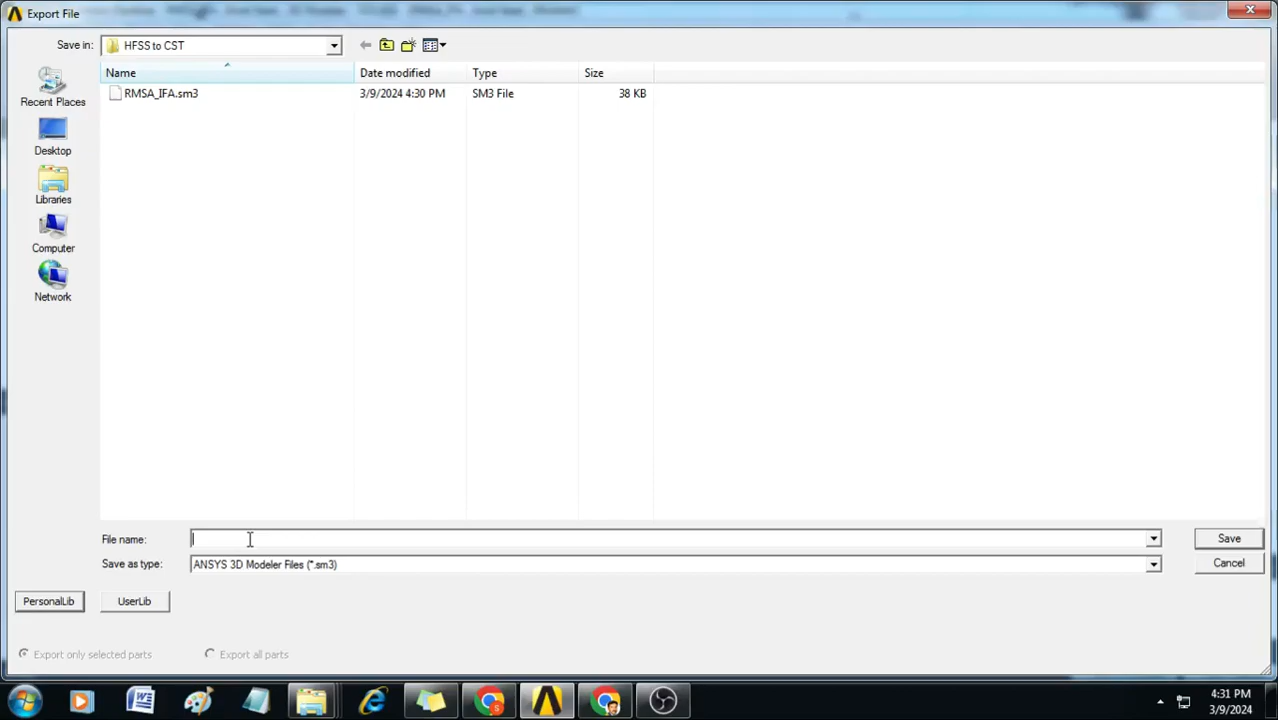 Export File
Save in: HFSS to CST
Name Date modified Type Size
RMSA_IFA.sm3 3/9/2024 4:30 PM SM3 File 38 KB
Recent Places
Desktop
Libraries
Computer
Network
File name: Save
Save as type: ANSYS 3D Modeler Files (*.sm3) Cancel
PersonalLib UserLib
Export only selected parts Export all parts
4:31 PM
3/9/2024